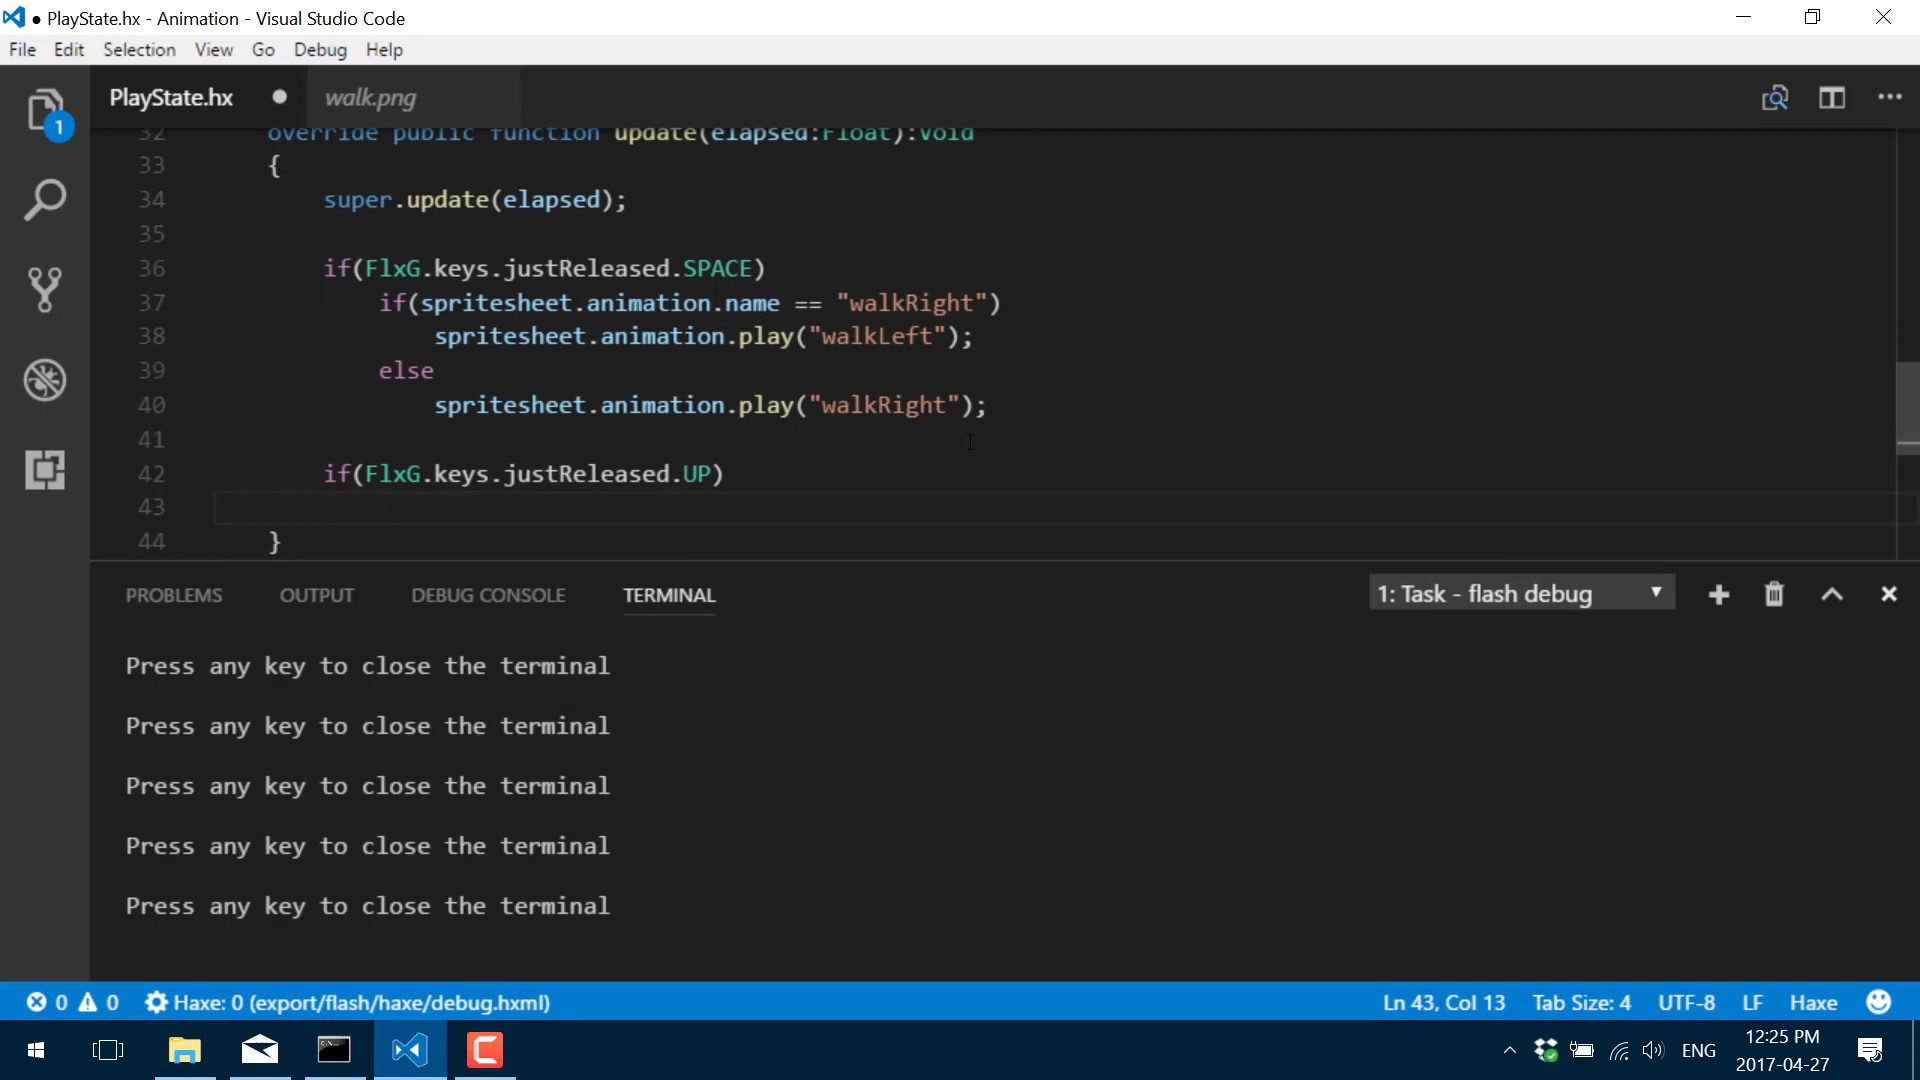 PlayState.hx - Animation - Visual Studio Code
File Edit Selection View Go Debug Help
PlayState.hx walk.png
1
32 override public function update(elapsed:Float):Void
33 {
34 super.update(elapsed);
35
36 if(FlxG.keys.justReleased.SPACE)
37 if(spritesheet.animation.name == "walkRight")
38 spritesheet.animation.play("walkLeft");
39 else
40 spritesheet.animation.play("walkRight");
41
42 if(FlxG.keys.justReleased.UP)
43
44 }
PROBLEMS OUTPUT DEBUG CONSOLE TERMINAL 1: Task - flash debug
Press any key to close the terminal
Press any key to close the terminal
Press any key to close the terminal
Press any key to close the terminal
Press any key to close the terminal
0 0 Haxe: 0 (export/flash/haxe/debug.hxml) Ln 43, Col 13 Tab Size: 4 UTF-8 LF Haxe
ENG 12:25 PM
2017-04-27